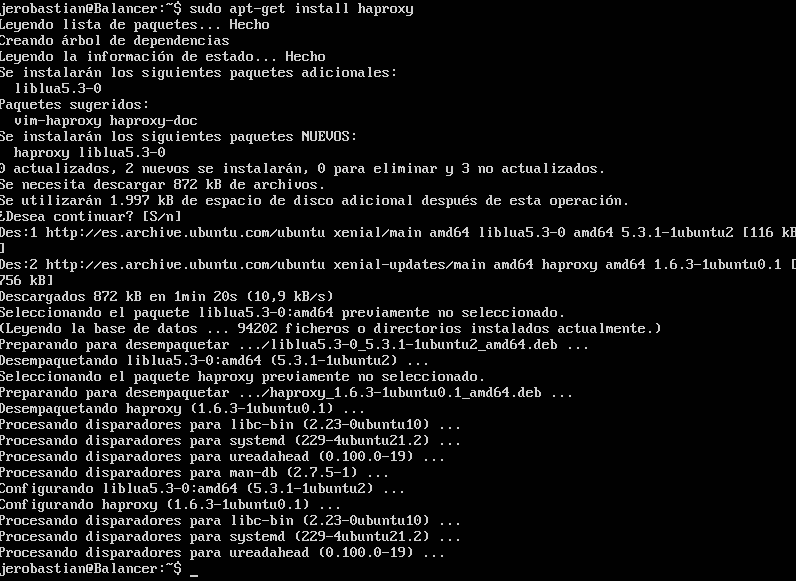 jerobastian@Balancer:~$ sudo apt-get install haproxy
Leyendo lista de paquetes... Hecho
Creando árbol de dependencias
Leyendo la información de estado... Hecho
Se instalarán los siguientes paquetes adicionales:
  liblua5.3-0
Paquetes sugeridos:
  vim-haproxy haproxy-doc
Se instalarán los siguientes paquetes NUEVOS:
  haproxy liblua5.3-0
0 actualizados, 2 nuevos se instalarán, 0 para eliminar y 3 no actualizados.
Se necesita descargar 872 kB de archivos.
Se utilizarán 1.997 kB de espacio de disco adicional después de esta operación.
¿Desea continuar? [S/n]
Des:1 http://es.archive.ubuntu.com/ubuntu xenial/main amd64 liblua5.3-0 amd64 5.3.1-1ubuntu2 [116 kB
]
Des:2 http://es.archive.ubuntu.com/ubuntu xenial-updates/main amd64 haproxy amd64 1.6.3-1ubuntu0.1 [
756 kB]
Descargados 872 kB en 1min 20s (10,9 kB/s)
Seleccionando el paquete liblua5.3-0:amd64 previamente no seleccionado.
(Leyendo la base de datos ... 94202 ficheros o directorios instalados actualmente.)
Preparando para desempaquetar .../liblua5.3-0_5.3.1-1ubuntu2_amd64.deb ...
Desempaquetando liblua5.3-0:amd64 (5.3.1-1ubuntu2) ...
Seleccionando el paquete haproxy previamente no seleccionado.
Preparando para desempaquetar .../haproxy_1.6.3-1ubuntu0.1_amd64.deb ...
Desempaquetando haproxy (1.6.3-1ubuntu0.1) ...
Procesando disparadores para libc-bin (2.23-0ubuntu10) ...
Procesando disparadores para systemd (229-4ubuntu21.2) ...
Procesando disparadores para ureadahead (0.100.0-19) ...
Procesando disparadores para man-db (2.7.5-1) ...
Configurando liblua5.3-0:amd64 (5.3.1-1ubuntu2) ...
Configurando haproxy (1.6.3-1ubuntu0.1) ...
Procesando disparadores para libc-bin (2.23-0ubuntu10) ...
Procesando disparadores para systemd (229-4ubuntu21.2) ...
Procesando disparadores para ureadahead (0.100.0-19) ...
jerobastian@Balancer:~$ _